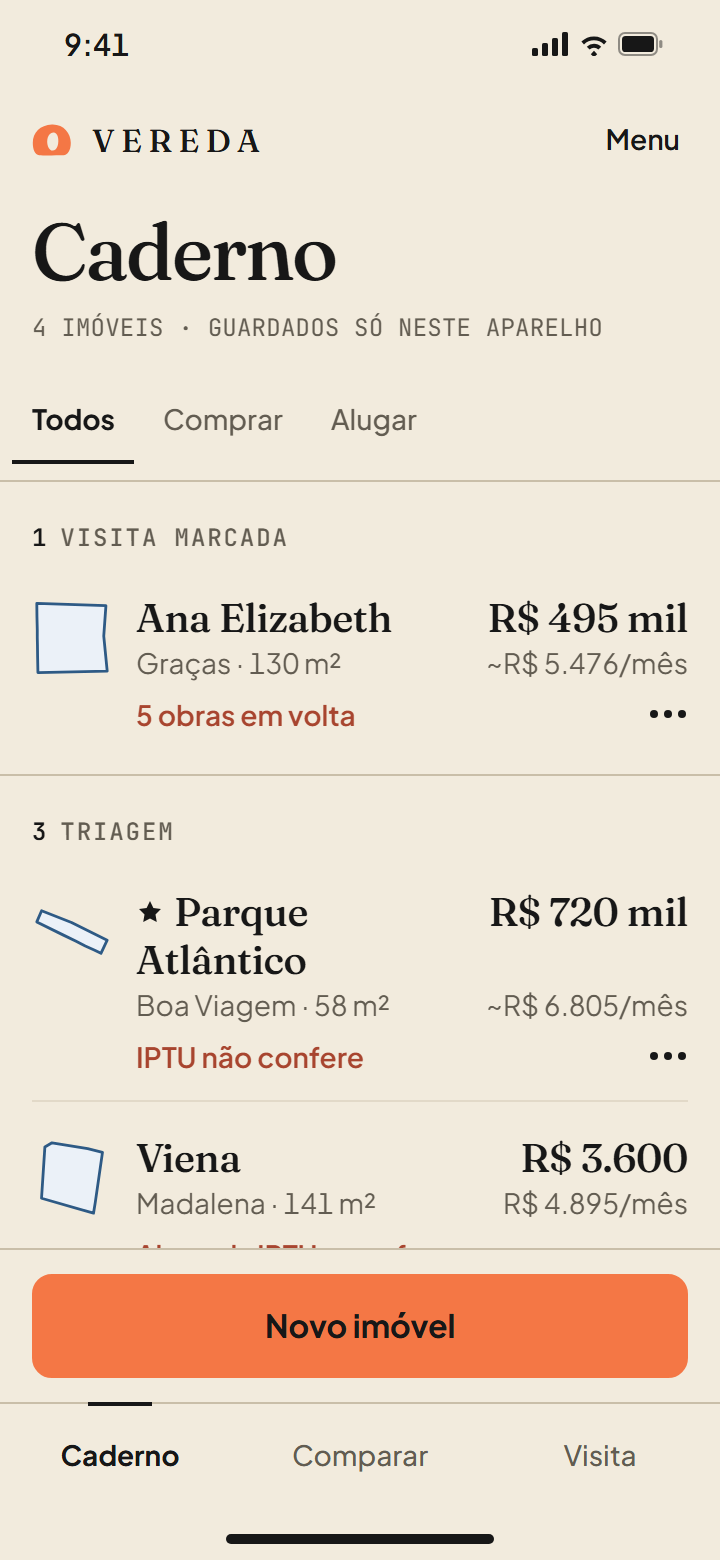 9:41
VEREDA
Menu
Caderno
4 IMÓVEIS · GUARDADOS SÓ NESTE APARELHO
Todos Comprar Alugar
1 VISITA MARCADA
Ana Elizabeth R$ 495 mil
Graças · 130 m² ~R$ 5.476/mês
5 obras em volta
3 TRIAGEM
★ Parque R$ 720 mil
Atlântico
Boa Viagem · 58 m² ~R$ 6.805/mês
IPTU não confere
Viena R$ 3.600
Madalena · 141 m² R$ 4.895/mês
Novo imóvel
Caderno Comparar Visita